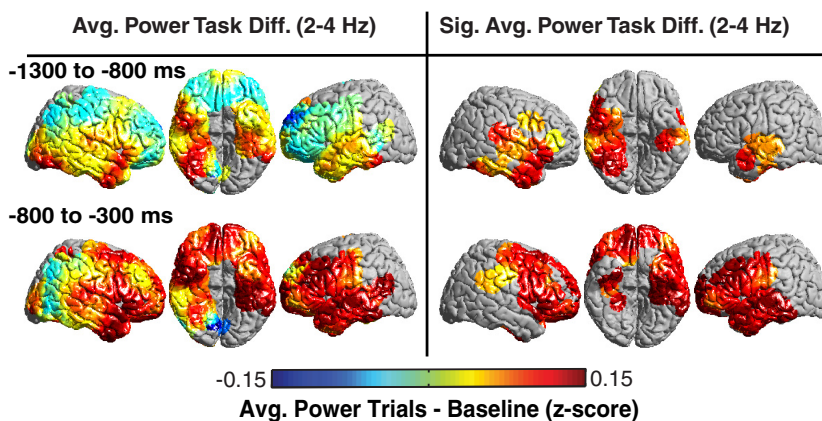 Avg. Power Task Diff. (2-4 Hz)
Sig. Avg. Power Task Diff. (2-4 Hz)
-1300 to -800 ms
-800 to -300 ms
-0.15
0.15
Avg. Power Trials - Baseline (z-score)